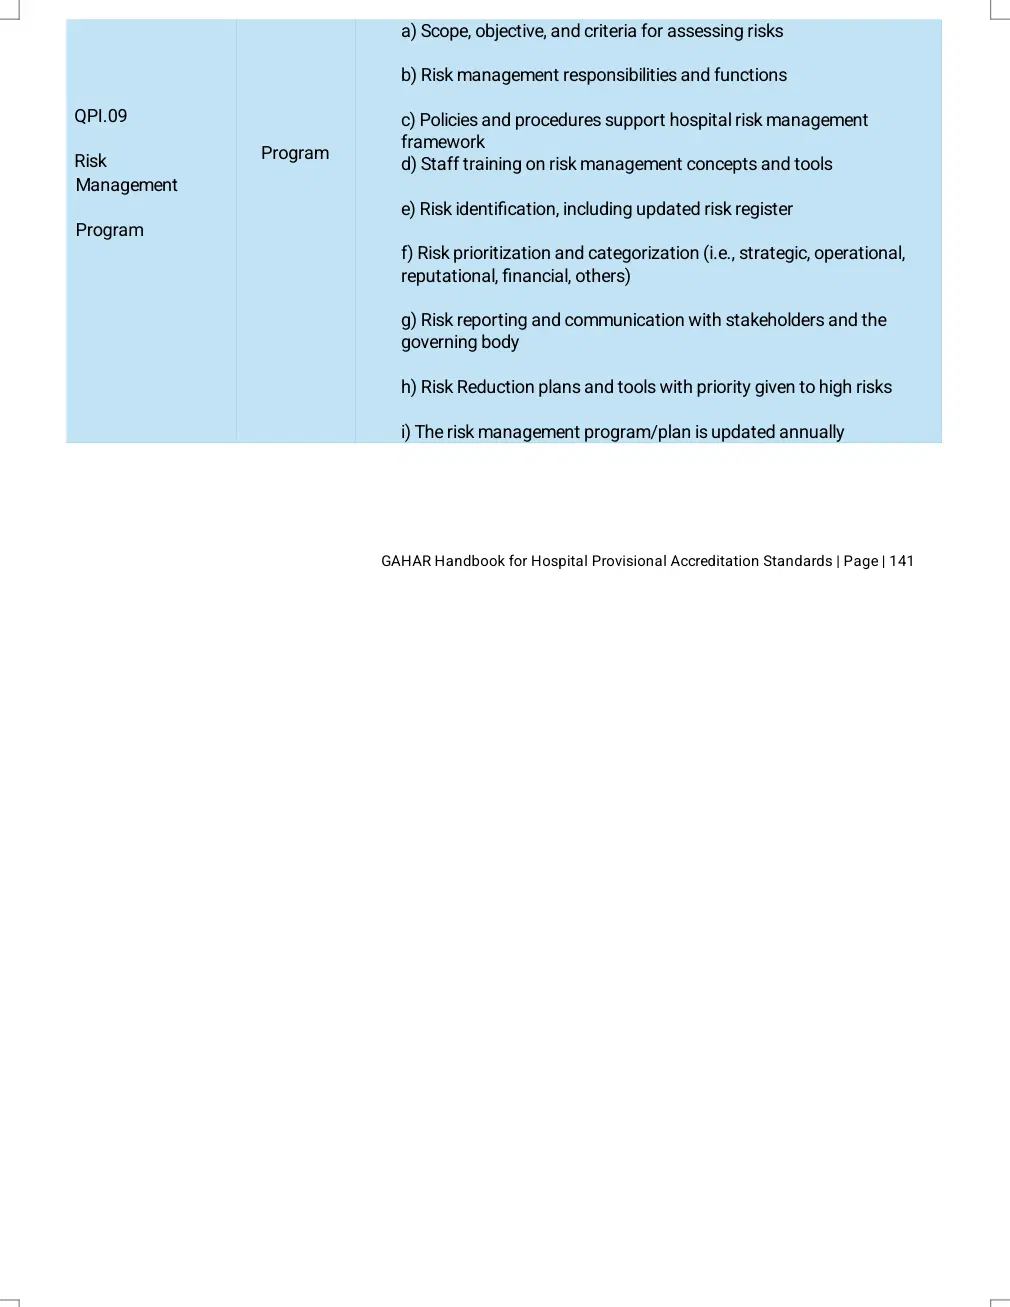 QPI.09
Risk
Management
Program
Program
a) Scope, objective, and criteria for assessing risks
b) Risk management responsibilities and functions
c) Policies and procedures support hospital risk management
framework
d) Staff training on risk management concepts and tools
e) Risk identification, including updated risk register
f) Risk prioritization and categorization (i.e., strategic, operational,
reputational, financial, others)
g) Risk reporting and communication with stakeholders and the
governing body
h) Risk Reduction plans and tools with priority given to high risks
i) The risk management program/plan is updated annually
GAHAR Handbook for Hospital Provisional Accreditation Standards | Page | 141